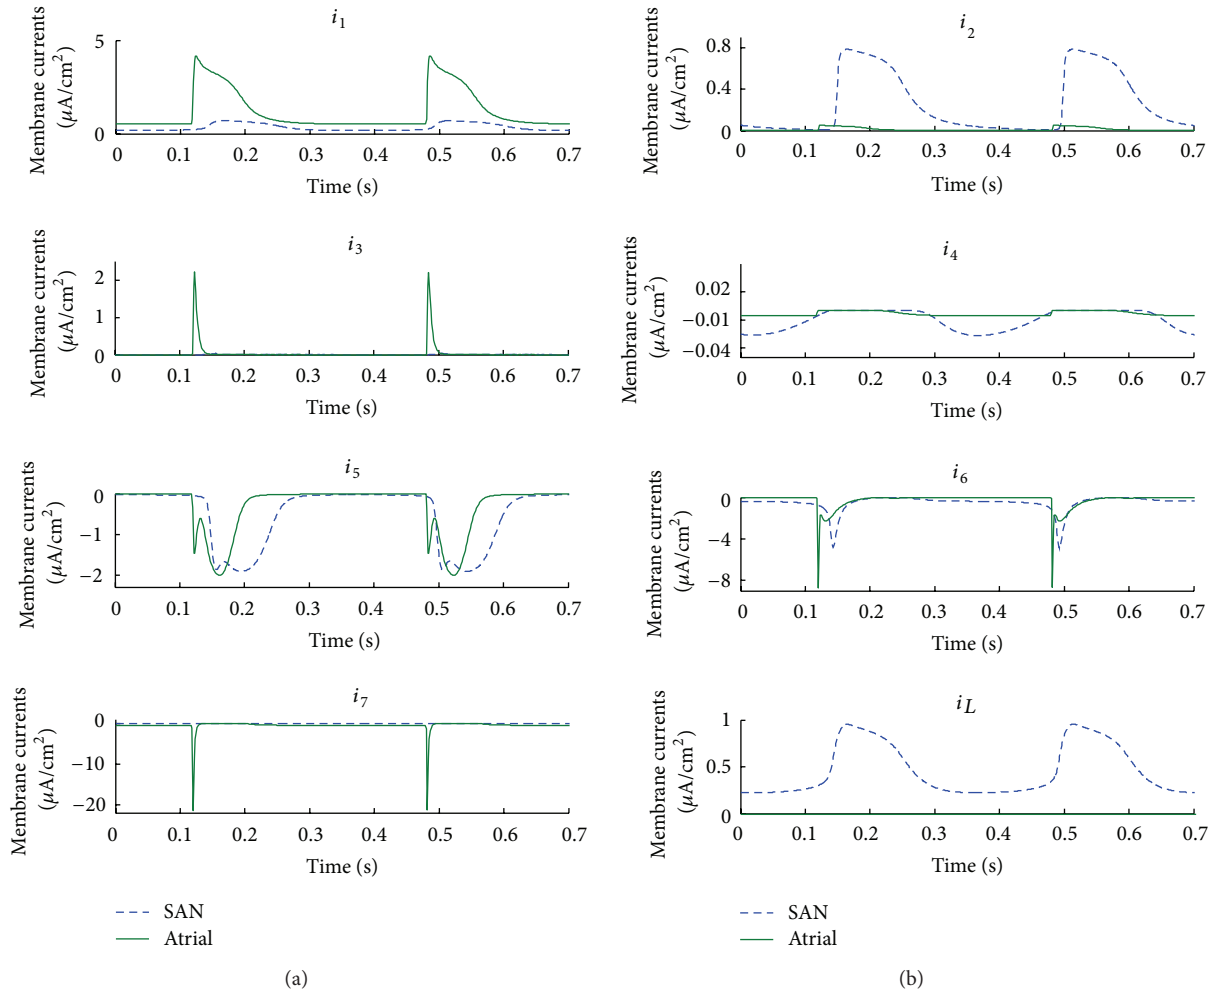 i1
Membrane currents
(μA/cm2)
5
0
0 0.1 0.2 0.3 0.4 0.5 0.6 0.7
Time (s)
i3
Membrane currents
(μA/cm2)
2
1
0
0 0.1 0.2 0.3 0.4 0.5 0.6 0.7
Time (s)
i5
Membrane currents
(μA/cm2)
0
−1
−2
0 0.1 0.2 0.3 0.4 0.5 0.6 0.7
Time (s)
i7
Membrane currents
(μA/cm2)
0
−10
−20
0 0.1 0.2 0.3 0.4 0.5 0.6 0.7
Time (s)
SAN
Atrial
(a)
i2
Membrane currents
(μA/cm2)
0.8
0.4
0
0 0.1 0.2 0.3 0.4 0.5 0.6 0.7
Time (s)
i4
Membrane currents
(μA/cm2)
0.02
−0.01
−0.04
0 0.1 0.2 0.3 0.4 0.5 0.6 0.7
Time (s)
i6
Membrane currents
(μA/cm2)
0
−4
−8
0 0.1 0.2 0.3 0.4 0.5 0.6 0.7
Time (s)
iL
Membrane currents
(μA/cm2)
1
0.5
0
0 0.1 0.2 0.3 0.4 0.5 0.6 0.7
Time (s)
SAN
Atrial
(b)